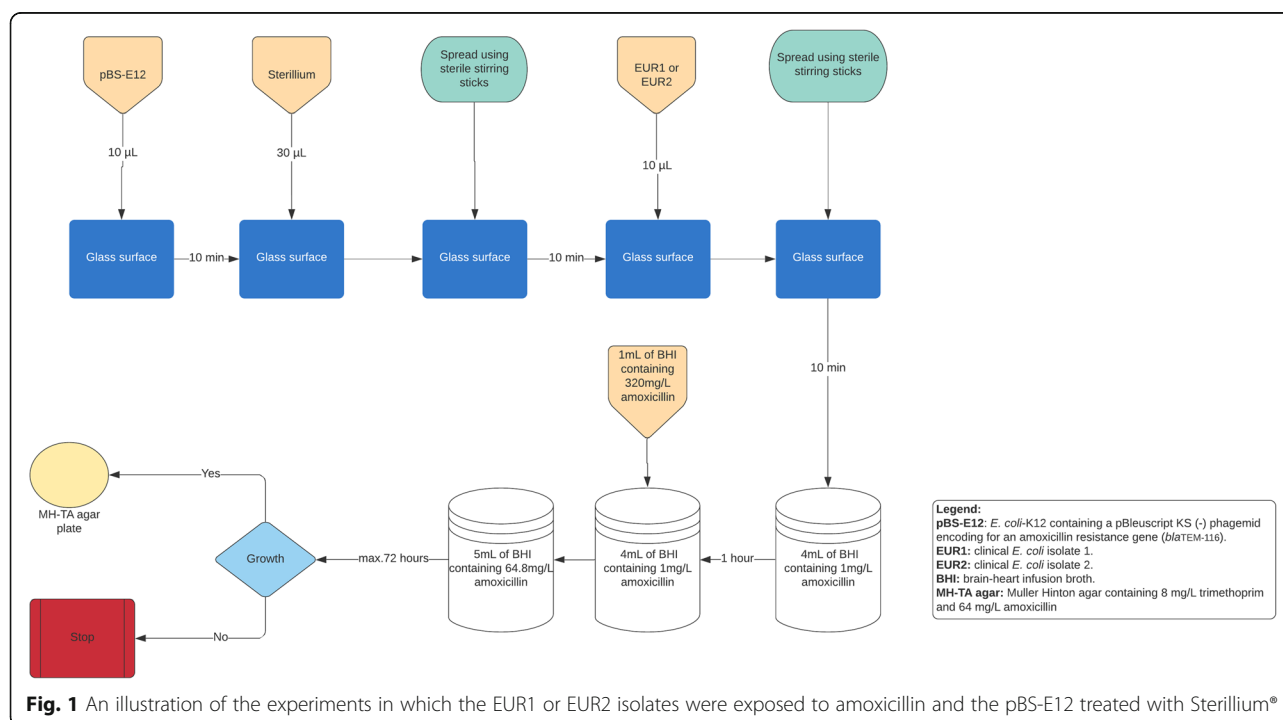 pBS-E12
Sterillium
Spread using
sterile stirring
sticks
EUR1 or
EUR2
Spread using sterile
stirring sticks
10 µL
30 µL
10 µL
Glass surface
10 min
Glass surface
Glass surface
10 min
Glass surface
Glass surface
10 min
1mL of BHI
containing
320mg/L
amoxicillin
Yes
MH-TA agar
plate
Growth
max.72 hours
5mL of BHI
containing 64.8mg/L
amoxicillin
4mL of BHI
containing 1mg/L
amoxicillin
1 hour
4mL of BHI
containing 1mg/L
amoxicillin
No
Stop
Legend:
pBS-E12: E. coli-K12 containing a pBleuscript KS (-) phagemid
encoding for an amoxicillin resistance gene (blaTEM-116).
EUR1: clinical E. coli isolate 1.
EUR2: clinical E. coli isolate 2.
BHI: brain-heart infusion broth.
MH-TA agar: Muller Hinton agar containing 8 mg/L trimethoprim
and 64 mg/L amoxicillin
Fig. 1 An illustration of the experiments in which the EUR1 or EUR2 isolates were exposed to amoxicillin and the pBS-E12 treated with Sterillium®